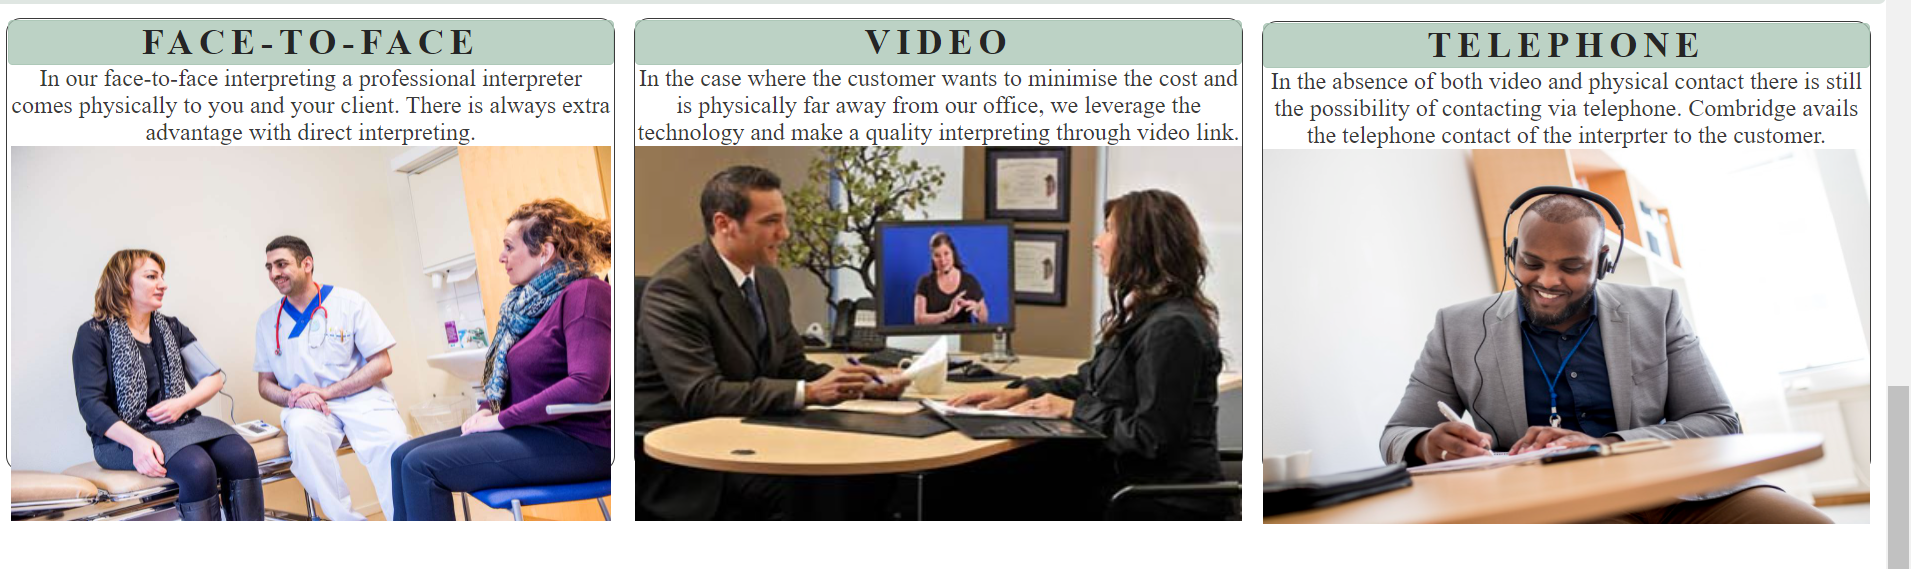 FACE-TO-FACE
In our face-to-face interpreting a professional interpreter
comes physically to you and your client. There is always extra
advantage with direct interpreting.
VIDEO
In the case where the customer wants to minimise the cost and
is physically far away from our office, we leverage the
technology and make a quality interpreting through video link.
TELEPHONE
In the absence of both video and physical contact there is still
the possibility of contacting via telephone. Combridge avails
the telephone contact of the interprter to the customer.